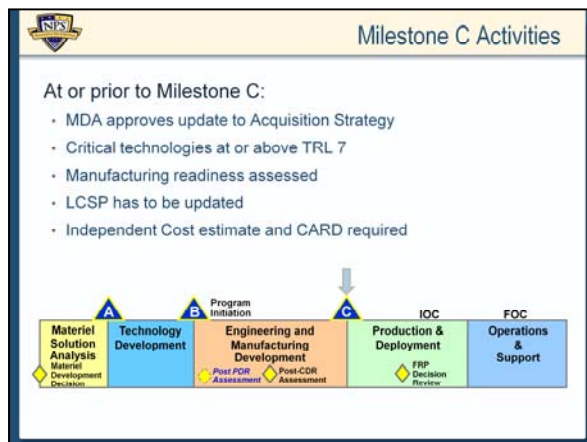 NPS
Milestone C Activities
At or prior to Milestone C:
• MDA approves update to Acquisition Strategy
• Critical technologies at or above TRL 7
• Manufacturing readiness assessed
• LCSP has to be updated
• Independent Cost estimate and CARD required
A
B
Program
Initiation
C
IOC
FOC
Materiel
Solution
Analysis
Materiel
Development
Decision
Technology
Development
Engineering and
Manufacturing
Development
Post PDR
Assessment
Post-CDR
Assessment
Production &
Deployment
FRP
Decision
Review
Operations
&
Support